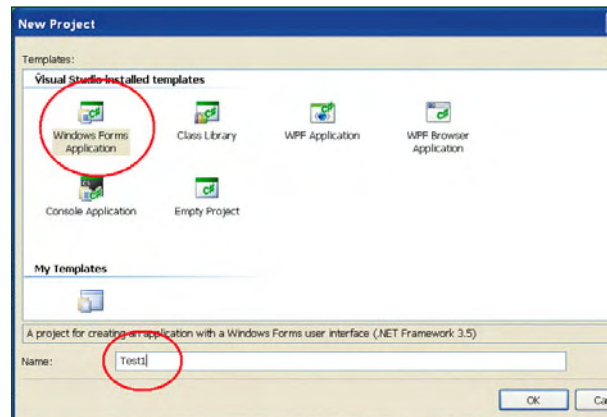 New Project
Templates:
Visual Studio installed templates
Windows Forms Application
Class Library
WPF Application
WPF Browser Application
Console Application
Empty Project
My Templates
A project for creating an application with a Windows Forms user interface (.NET Framework 3.5)
Name:
Test1
OK
Ca